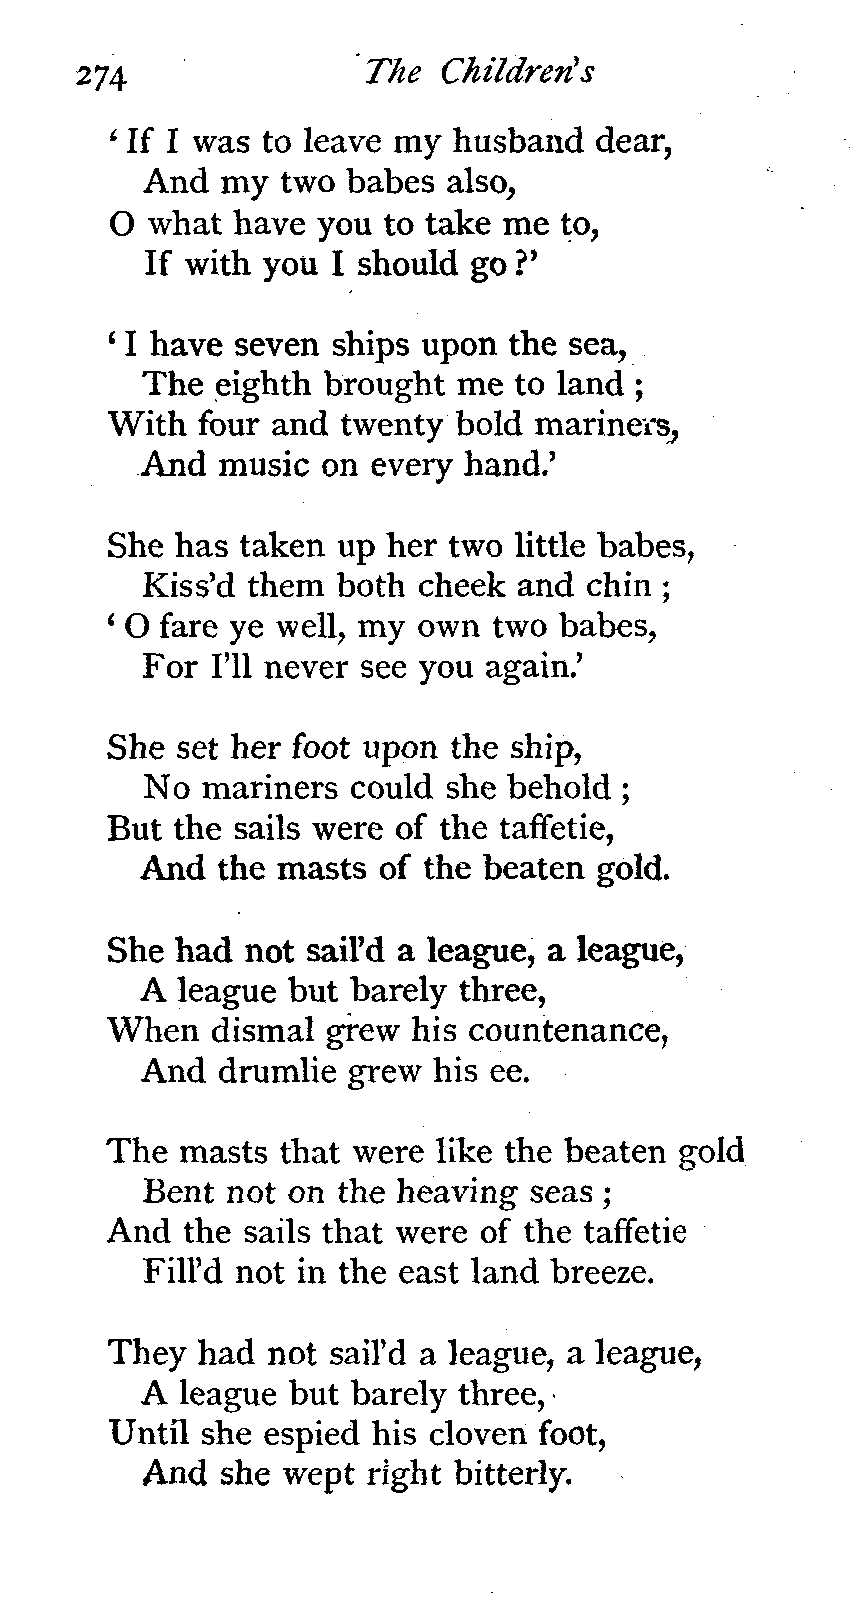 274 The Children's
‘ If I was to leave my husband dear,
And my two babes also,
O what have you to take me to,
If with you I should go ?’
‘ I have seven ships upon the sea,
The eighth brought me to land ;
With four and twenty bold mariners,
And music on every hand.’
She has taken up her two little babes,
Kiss’d them both cheek and chin ;
‘ O fare ye well, my own two babes,
For I’ll never see you again.’
She set her foot upon the ship,
No mariners could she behold ;
But the sails were of the taffetie,
And the masts of the beaten gold.
She had not sail’d a league, a league,
A league but barely three,
When dismal grew his countenance,
And drumlie grew his ee.
The masts that were like the beaten gold
Bent not on the heaving seas ;
And the sails that were of the taffetie
Fill’d not in the east land breeze.
They had not sail’d a league, a league,
A league but barely three,
Until she espied his cloven foot,
And she wept right bitterly.